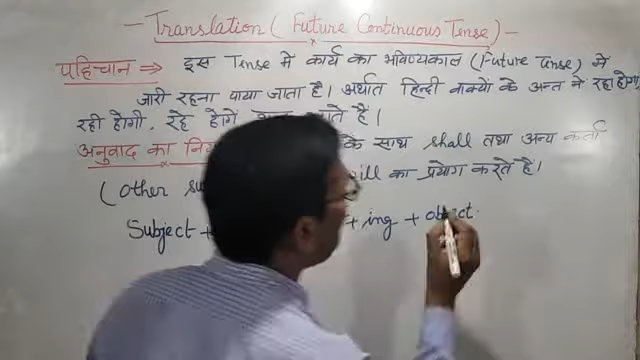 - Translation ( Future Continuous Tense) -
पहिचान ⇒ इस Tense में कार्य का भविष्यकाल (Future Tense) में
जारी रहना पाया जाता है। अर्थात हिन्दी वाक्यों के अन्त में रहा होगा,
रही होगी, रहे होंगे आते हैं।
अनुवाद का के साथ shall तथा अन्य कर्ता
(other का प्रयोग करते हैं।
Subject + + ing + object.